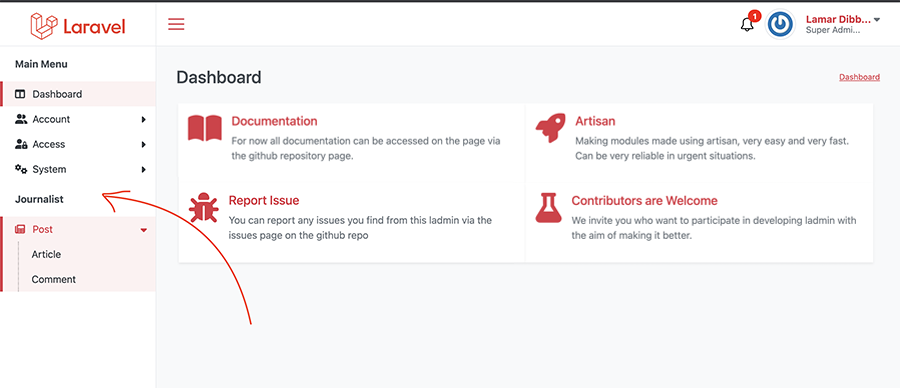 Laravel
1
Lamar Dibb...
Super Admi...
Main Menu
Dashboard
Account
Access
System
Journalist
Post
Article
Comment
Dashboard
Dashboard
Documentation
For now all documentation can be accessed on the page via
the github repository page.
Artisan
Making modules made using artisan, very easy and very fast.
Can be very reliable in urgent situations.
Report Issue
You can report any issues you find from this ladmin via the
issues page on the github repo
Contributors are Welcome
We invite you who want to participate in developing ladmin with
the aim of making it better.